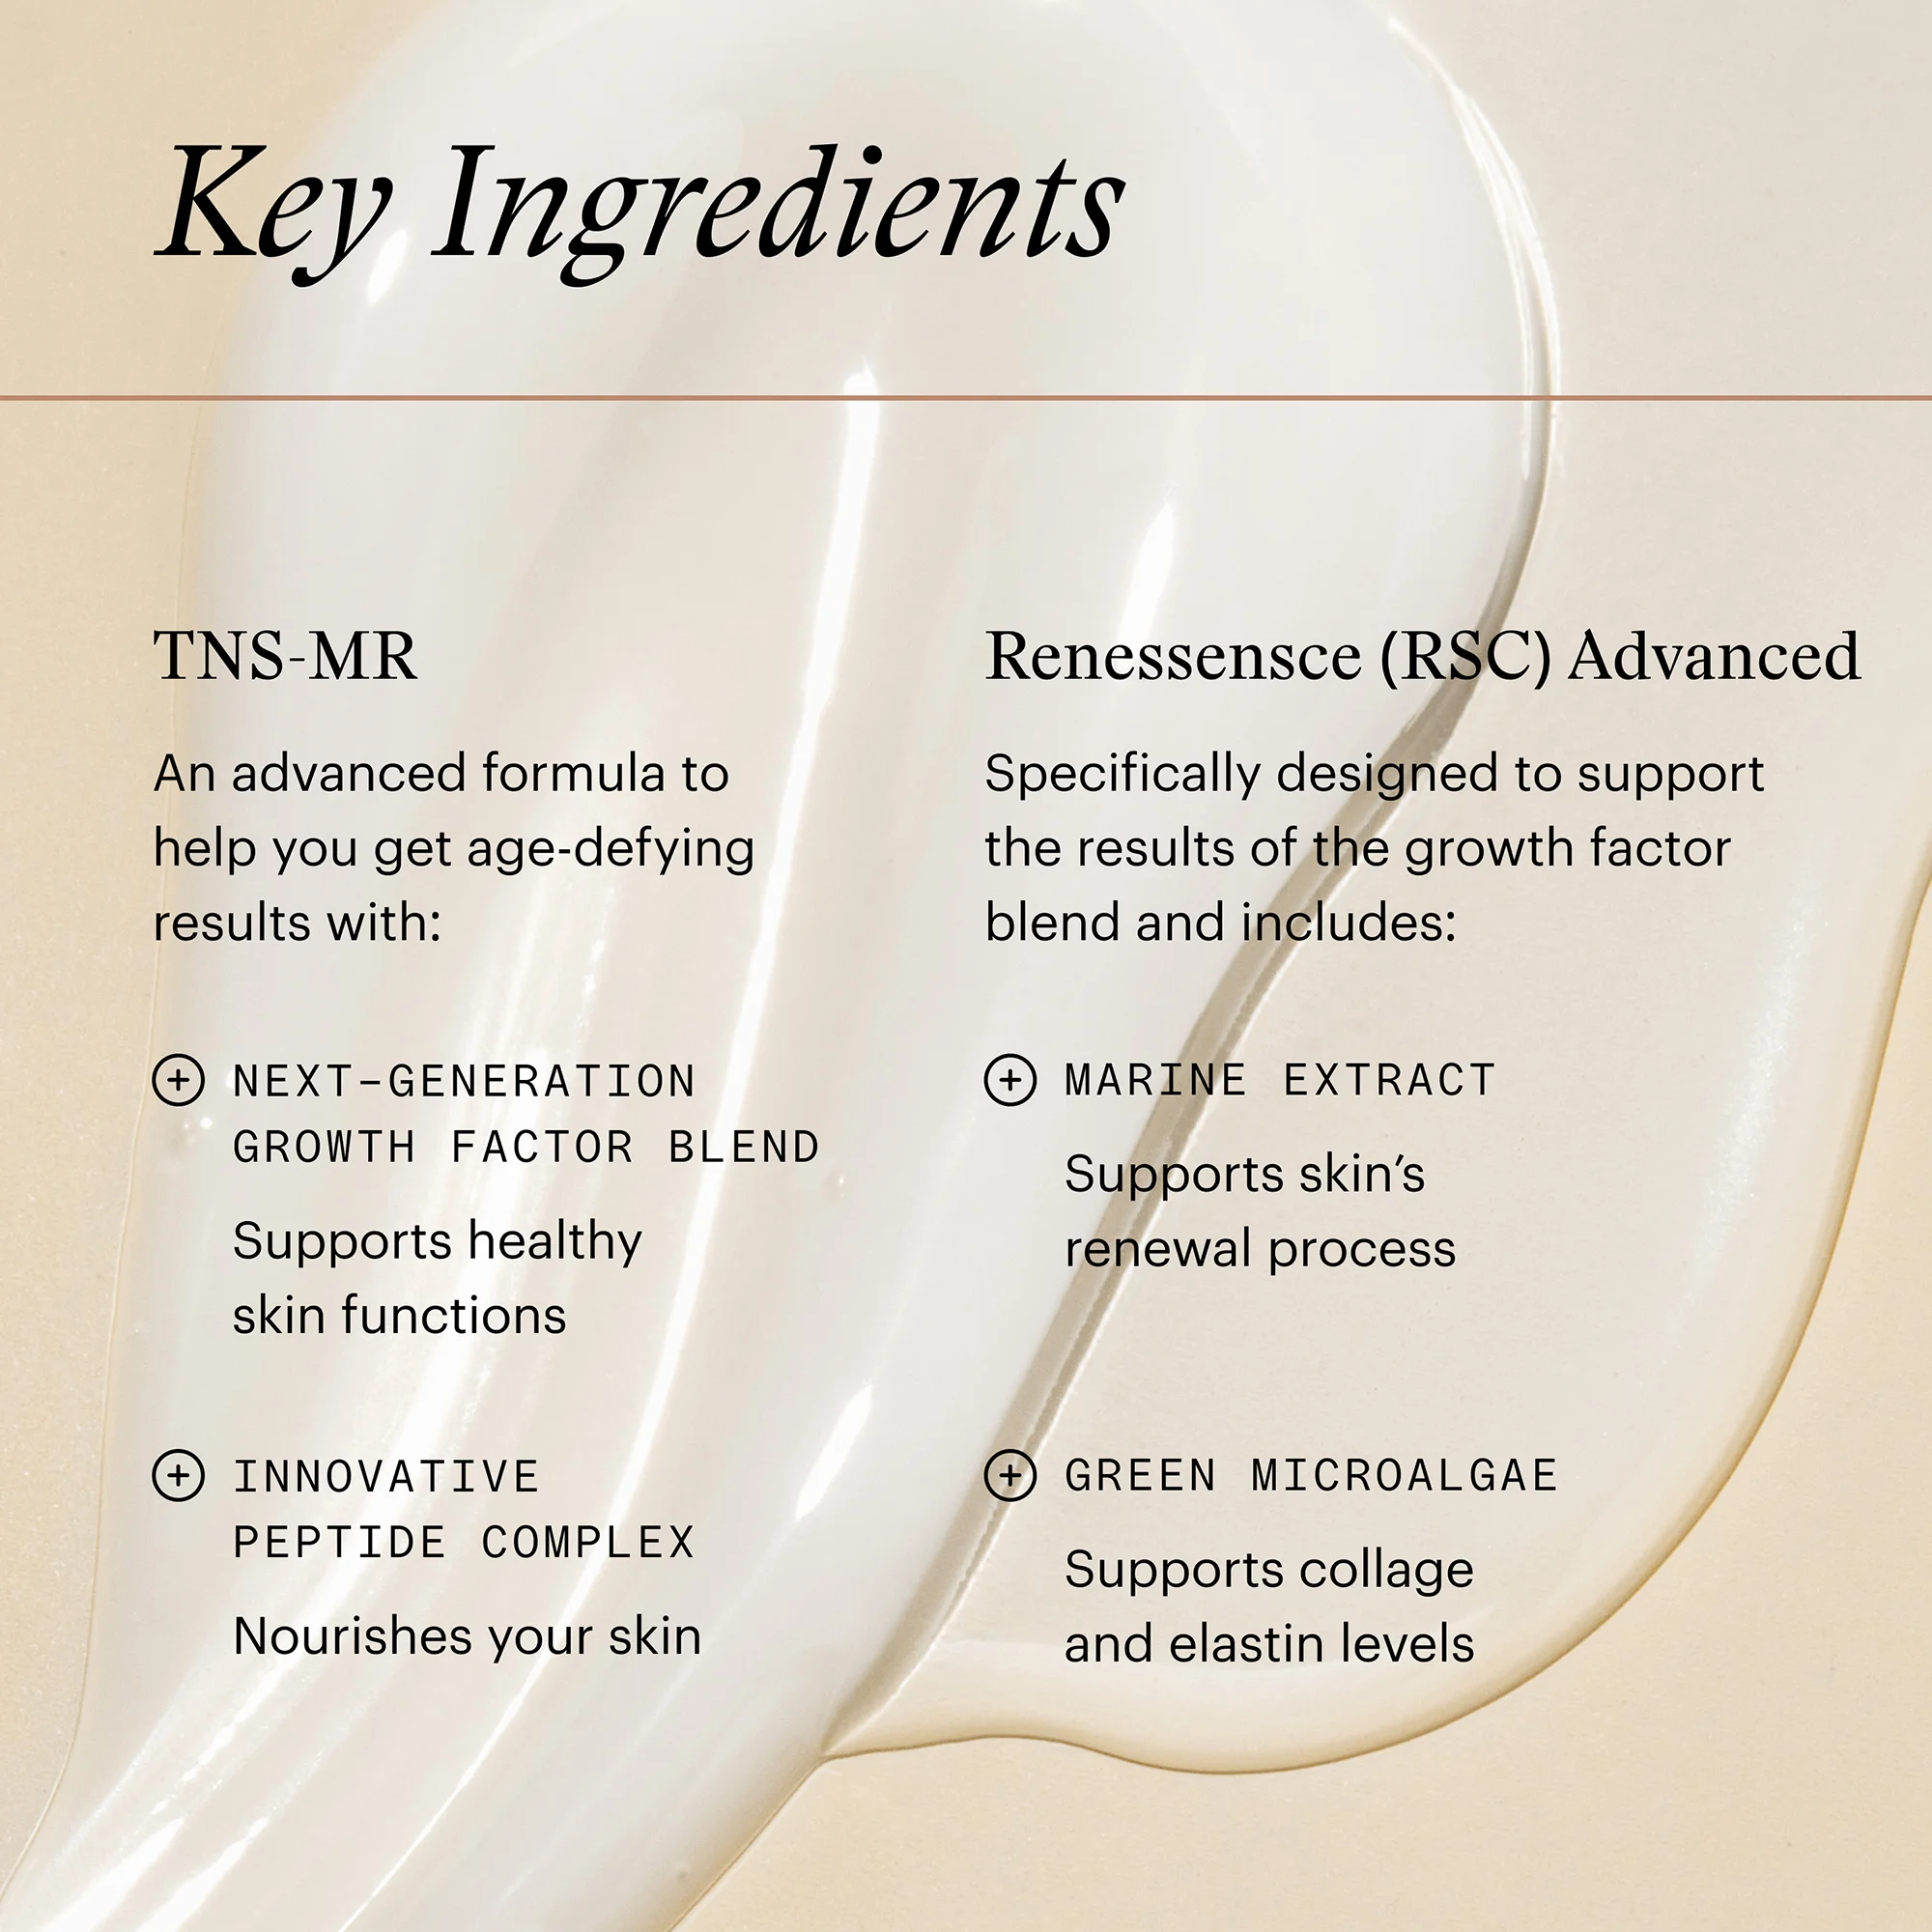 Key Ingredients
TNS-MR
An advanced formula to
help you get age-defying
results with:
NEXT-GENERATION
GROWTH FACTOR BLEND
Supports healthy
skin functions
INNOVATIVE
PEPTIDE COMPLEX
Nourishes your skin
Renessensce (RSC) Advanced
Specifically designed to support
the results of the growth factor
blend and includes:
MARINE EXTRACT
Supports skin’s
renewal process
GREEN MICROALGAE
Supports collage
and elastin levels